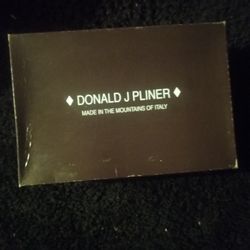 ♦ DONALD J PLINER ♦
MADE IN THE MOUNTAINS OF ITALY